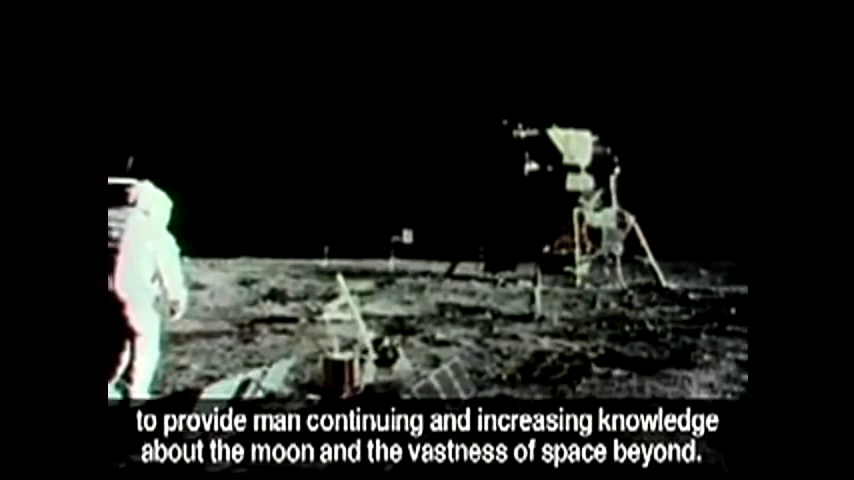 to provide man continuing and increasing knowledge
about the moon and the vastness of space beyond.